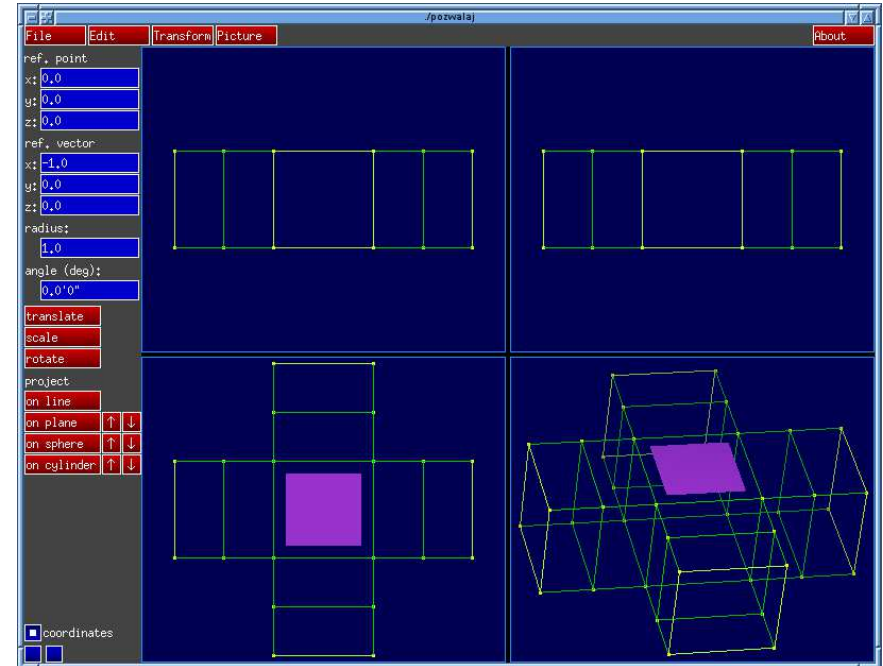 ./pozwalaj
File Edit Transform Picture About
ref. point
x: 0.0
y: 0.0
z: 0.0
ref. vector
x: -1.0
y: 0.0
z: 0.0
radius:
1.0
angle (deg):
0.0'0"
translate
scale
rotate
project
on line
on plane ↑ ↓
on sphere ↑ ↓
on cylinder ↑ ↓
coordinates